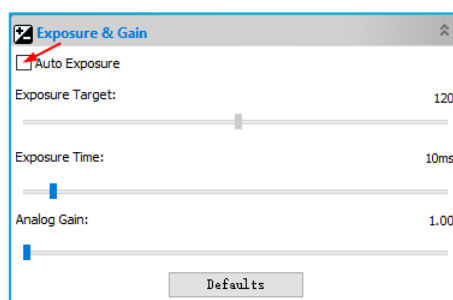 Exposure & Gain
Auto Exposure
Exposure Target: 120
Exposure Time: 10ms
Analog Gain: 1.00
Defaults